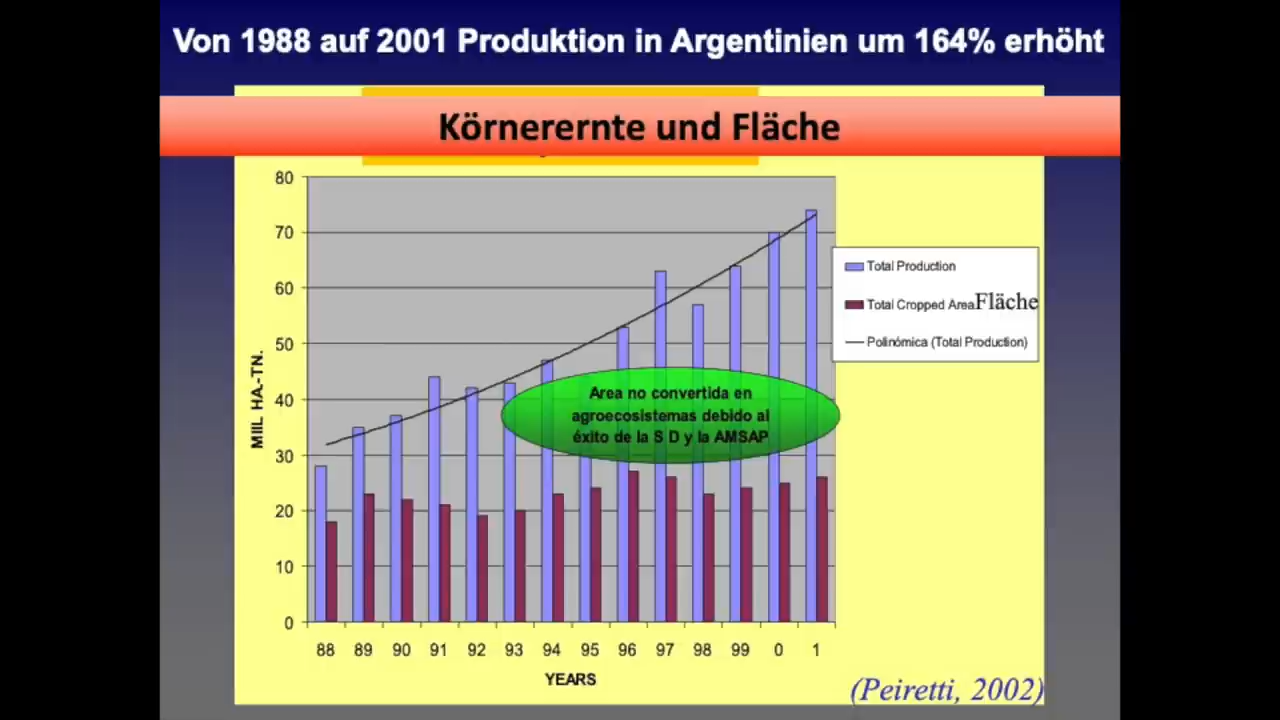 Von 1988 auf 2001 Produktion in Argentinien um 164% erhöht
Körnerernte und Fläche
80
70
60
50
40
30
20
10
0
MIIL HA.-TN.
Area no convertida en
agroecosistemas debido al
éxito de la S D y la AMSAP
88 89 90 91 92 93 94 95 96 97 98 99 0 1
YEARS
Total Production
Total Cropped Area Fläche
Polinómica (Total Production)
(Peiretti, 2002)